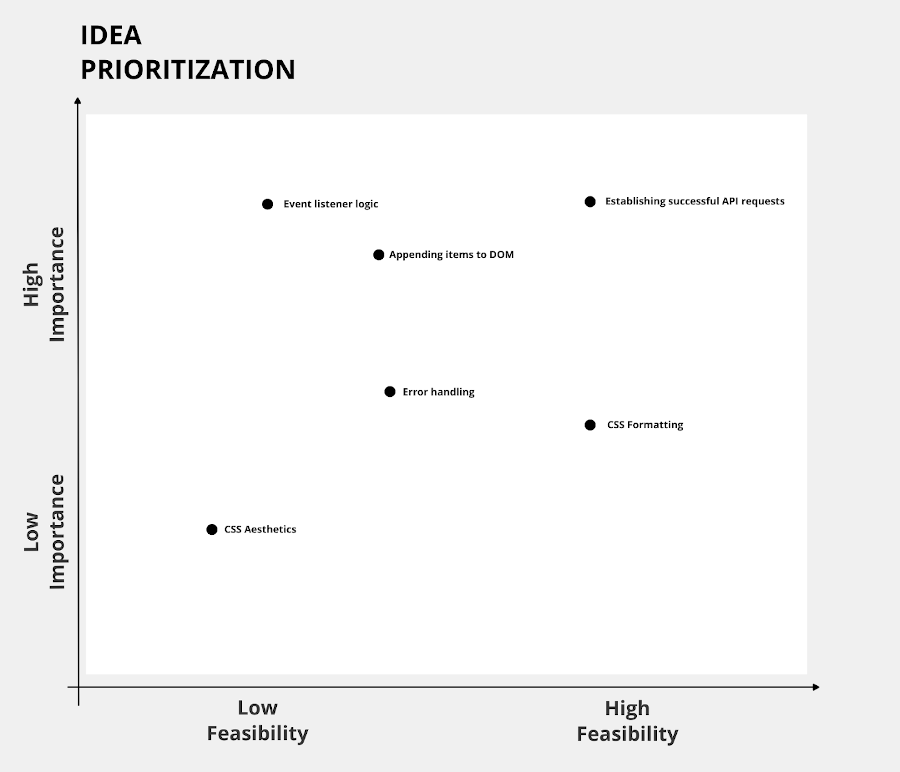 IDEA
PRIORITIZATION
High
Importance
Event listener logic
Establishing successful API requests
Appending items to DOM
Error handling
CSS Formatting
Low
Importance
CSS Aesthetics
Low
Feasibility
High
Feasibility